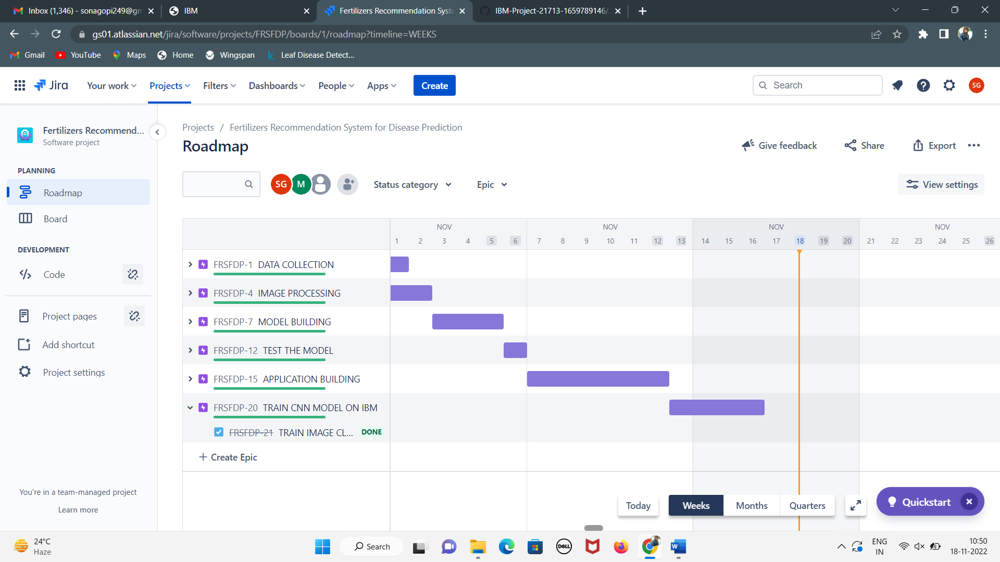 Inbox (1,346) - sonagopi249@gm
IBM
Fertilizers Recommendation Syste
IBM-Project-21713-1659789146/
gs01.atlassian.net/jira/software/projects/FRSFDP/boards/1/roadmap?timeline=WEEKS
Gmail
YouTube
Maps
Home
Wingspan
k
Leaf Disease Detect...
Jira
Your work
Projects
Filters
Dashboards
People
Apps
Create
Search
SG
Fertilizers Recommend...
Software project
PLANNING
Roadmap
Board
DEVELOPMENT
Code
Project pages
Add shortcut
Project settings
You're in a team-managed project
Learn more
Projects / Fertilizers Recommendation System for Disease Prediction
Roadmap
Give feedback
Share
Export
SG
M
Status category
Epic
View settings
NOV NOV NOV NOV
1 2 3 4 5 6 7 8 9 10 11 12 13 14 15 16 17 18 19 20 21 22 23 24 25 26
FRSFDP-1 DATA COLLECTION
FRSFDP-4 IMAGE PROCESSING
FRSFDP-7 MODEL BUILDING
FRSFDP-12 TEST THE MODEL
FRSFDP-15 APPLICATION BUILDING
FRSFDP-20 TRAIN CNN MODEL ON IBM
FRSFDP-21 TRAIN IMAGE CL... DONE
+ Create Epic
Today
Weeks
Months
Quarters
Quickstart
24°C
Haze
Search
DELL
W
ENG
IN
10:50
18-11-2022